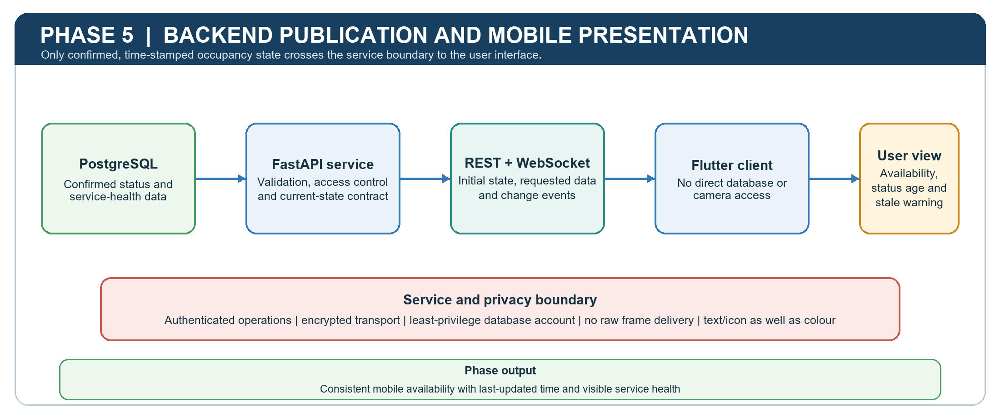 PHASE 5 | BACKEND PUBLICATION AND MOBILE PRESENTATION
Only confirmed, time-stamped occupancy state crosses the service boundary to the user interface.
PostgreSQL
Confirmed status and
service-health data
FastAPI service
Validation, access control
and current-state contract
REST + WebSocket
Initial state, requested data
and change events
Flutter client
No direct database or
camera access
User view
Availability,
status age and
stale warning
Service and privacy boundary
Authenticated operations | encrypted transport | least-privilege database account | no raw frame delivery | text/icon as well as colour
Phase output
Consistent mobile availability with last-updated time and visible service health